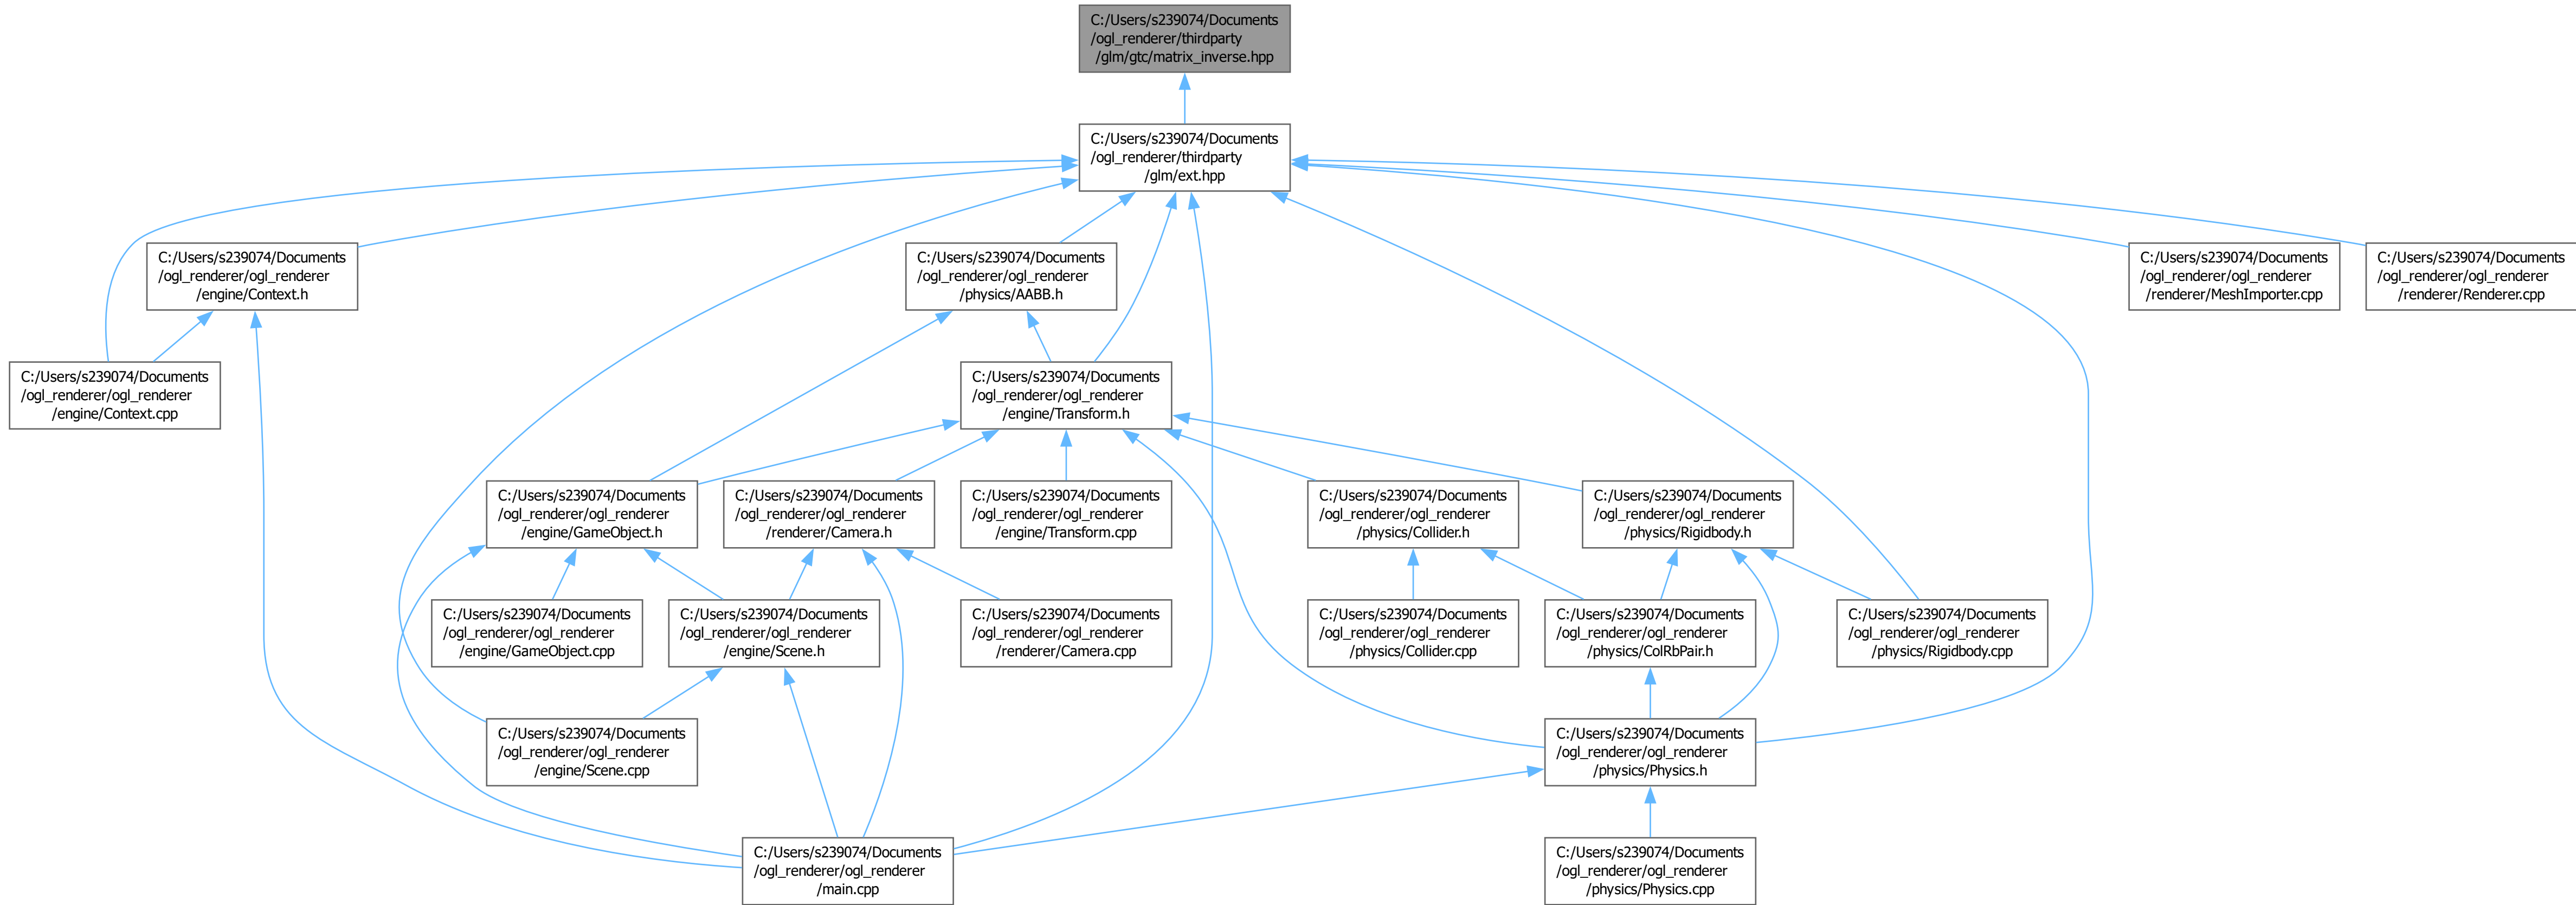 C:/Users/s239074/Documents
/ogl_renderer/thirdparty
/glm/gtc/matrix_inverse.hpp
C:/Users/s239074/Documents
/ogl_renderer/thirdparty
/glm/ext.hpp
C:/Users/s239074/Documents
/ogl_renderer/ogl_renderer
/engine/Context.h
C:/Users/s239074/Documents
/ogl_renderer/ogl_renderer
/physics/AABB.h
C:/Users/s239074/Documents
/ogl_renderer/ogl_renderer
/renderer/MeshImporter.cpp
C:/Users/s239074/Documents
/ogl_renderer/ogl_renderer
/renderer/Renderer.cpp
C:/Users/s239074/Documents
/ogl_renderer/ogl_renderer
/engine/Context.cpp
C:/Users/s239074/Documents
/ogl_renderer/ogl_renderer
/engine/Transform.h
C:/Users/s239074/Documents
/ogl_renderer/ogl_renderer
/engine/GameObject.h
C:/Users/s239074/Documents
/ogl_renderer/ogl_renderer
/renderer/Camera.h
C:/Users/s239074/Documents
/ogl_renderer/ogl_renderer
/engine/Transform.cpp
C:/Users/s239074/Documents
/ogl_renderer/ogl_renderer
/physics/Collider.h
C:/Users/s239074/Documents
/ogl_renderer/ogl_renderer
/physics/Rigidbody.h
C:/Users/s239074/Documents
/ogl_renderer/ogl_renderer
/engine/GameObject.cpp
C:/Users/s239074/Documents
/ogl_renderer/ogl_renderer
/engine/Scene.h
C:/Users/s239074/Documents
/ogl_renderer/ogl_renderer
/renderer/Camera.cpp
C:/Users/s239074/Documents
/ogl_renderer/ogl_renderer
/physics/Collider.cpp
C:/Users/s239074/Documents
/ogl_renderer/ogl_renderer
/physics/ColRbPair.h
C:/Users/s239074/Documents
/ogl_renderer/ogl_renderer
/physics/Rigidbody.cpp
C:/Users/s239074/Documents
/ogl_renderer/ogl_renderer
/engine/Scene.cpp
C:/Users/s239074/Documents
/ogl_renderer/ogl_renderer
/physics/Physics.h
C:/Users/s239074/Documents
/ogl_renderer/ogl_renderer
/main.cpp
C:/Users/s239074/Documents
/ogl_renderer/ogl_renderer
/physics/Physics.cpp